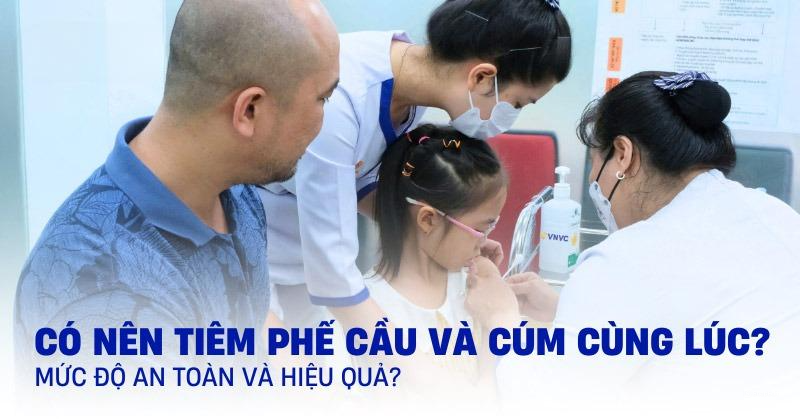 VNVC
CÓ NÊN TIÊM PHẾ CẦU VÀ CÚM CÙNG LÚC?
MỨC ĐỘ AN TOÀN VÀ HIỆU QUẢ?